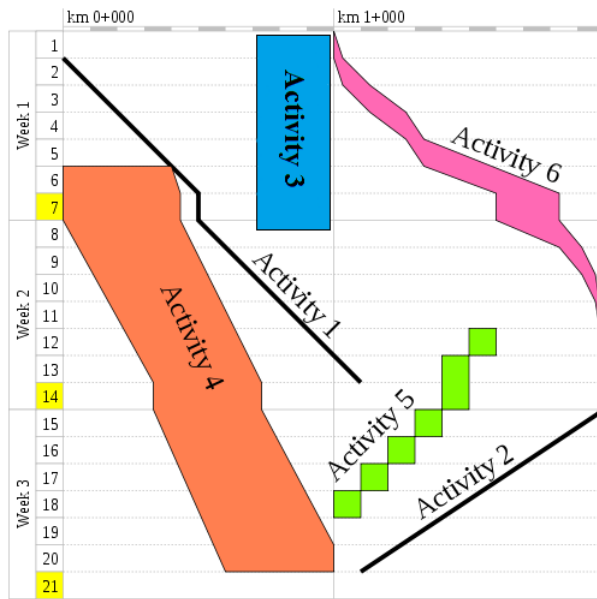 km 0+000
km 1+000
Week 1
1
2
3
4
5
6
7
Week 2
8
9
10
11
12
13
14
Week 3
15
16
17
18
19
20
21
Activity 3
Activity 6
Activity 1
Activity 4
Activity 5
Activity 2